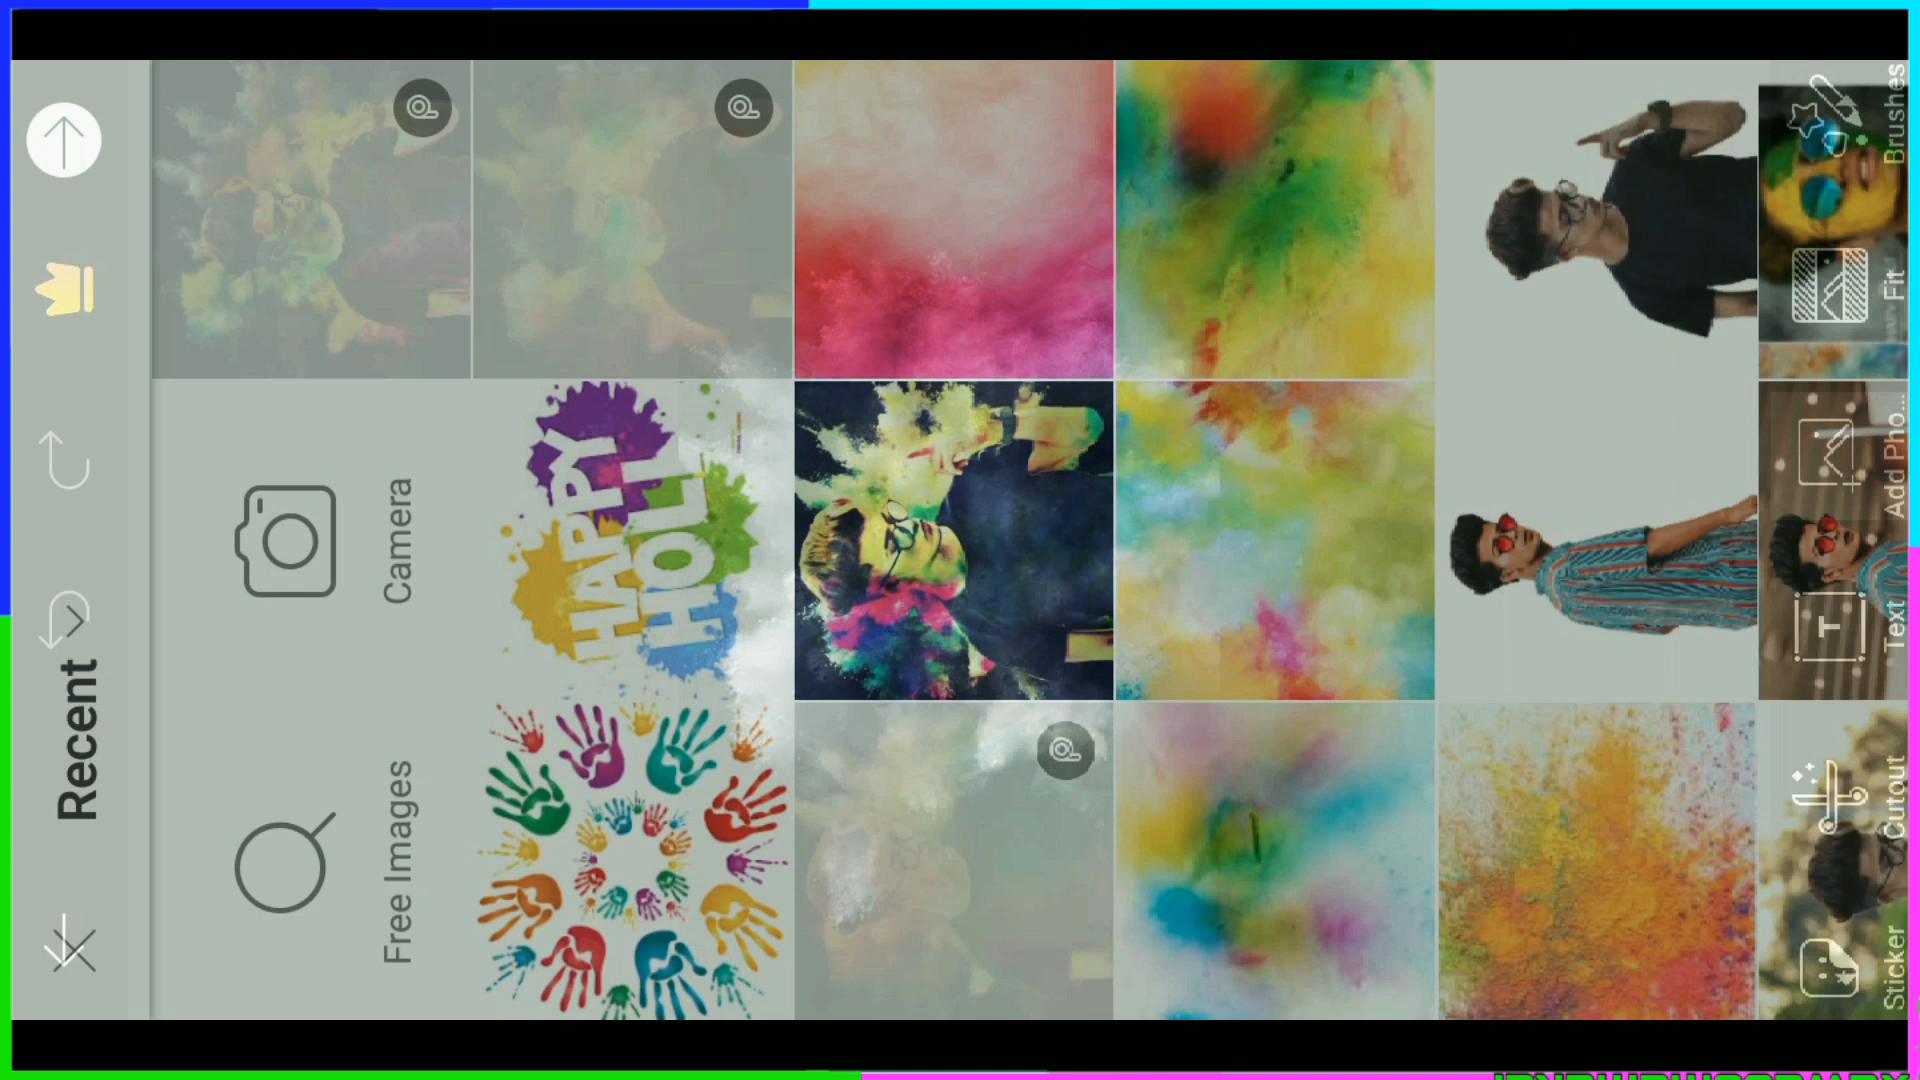 Recent
Free Images
Camera
HAPPY
HOLI
Sticker
Cutout
Text
Add Pho...
Fit
Brushes